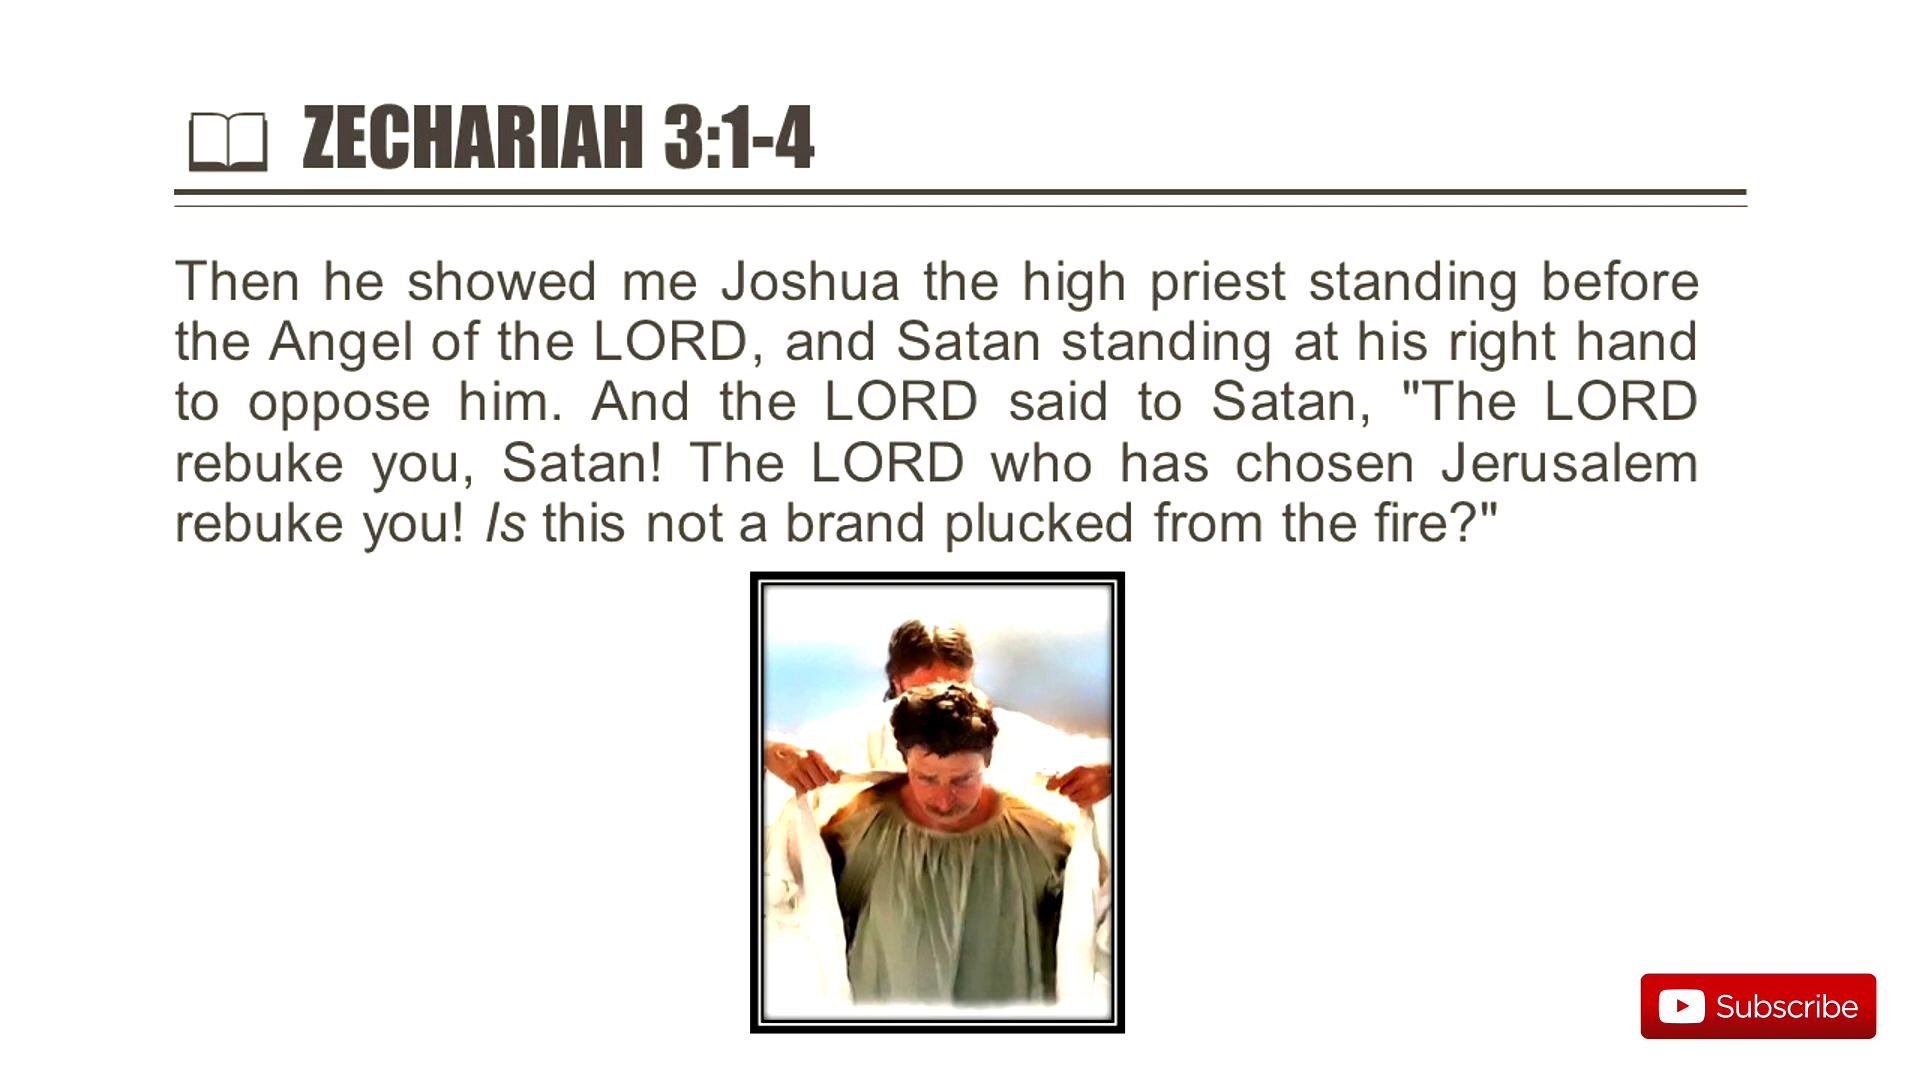 ZECHARIAH 3:1-4
Then he showed me Joshua the high priest standing before
the Angel of the LORD, and Satan standing at his right hand
to oppose him. And the LORD said to Satan, "The LORD
rebuke you, Satan! The LORD who has chosen Jerusalem
rebuke you! Is this not a brand plucked from the fire?"
Subscribe